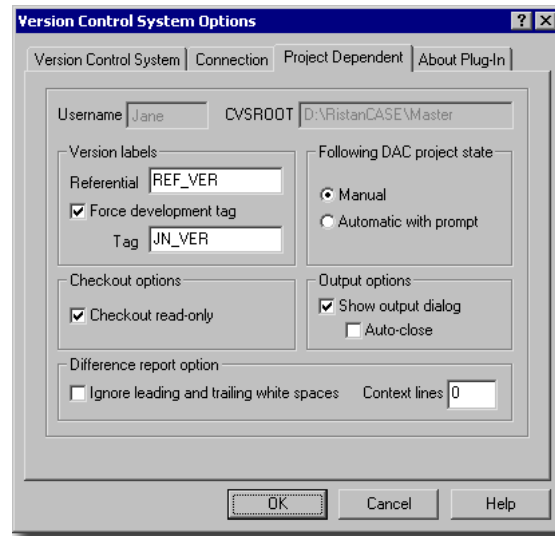 Version Control System Options
Version Control System Connection Project Dependent About Plug-In
Username Jane CVSROOT D:\RistanCASE\Master
Version labels
Referential REF_VER
Force development tag
Tag JN_VER
Following DAC project state
Manual
Automatic with prompt
Checkout options
Checkout read-only
Output options
Show output dialog
Auto-close
Difference report option
Ignore leading and trailing white spaces Context lines 0
OK Cancel Help